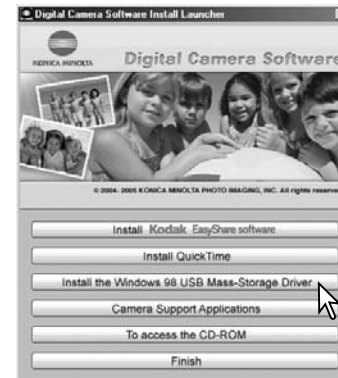 Digital Camera Software Install Launcher
KONICA MINOLTA
Digital Camera Software
© 2004- 2005 KONICA MINOLTA PHOTO IMAGING, INC. All rights reserve
Install Kodak EasyShare software
Install QuickTime
Install the Windows 98 USB Mass-Storage Driver
Camera Support Applications
To access the CD-ROM
Finish